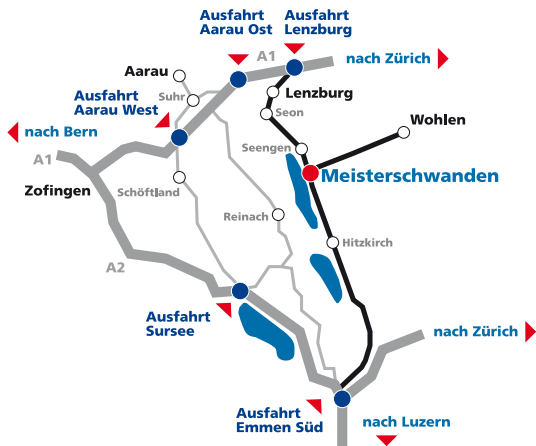 Ausfahrt
Aarau Ost
Ausfahrt
Lenzburg
A1
nach Zürich
Aarau
Suhr
Lenzburg
Ausfahrt
Aarau West
Seon
Wohlen
nach Bern
Seengen
A1
Meisterschwanden
Zofingen
Schöftland
Reinach
Hitzkirch
A2
Ausfahrt
Sursee
nach Zürich
Ausfahrt
Emmen Süd
nach Luzern